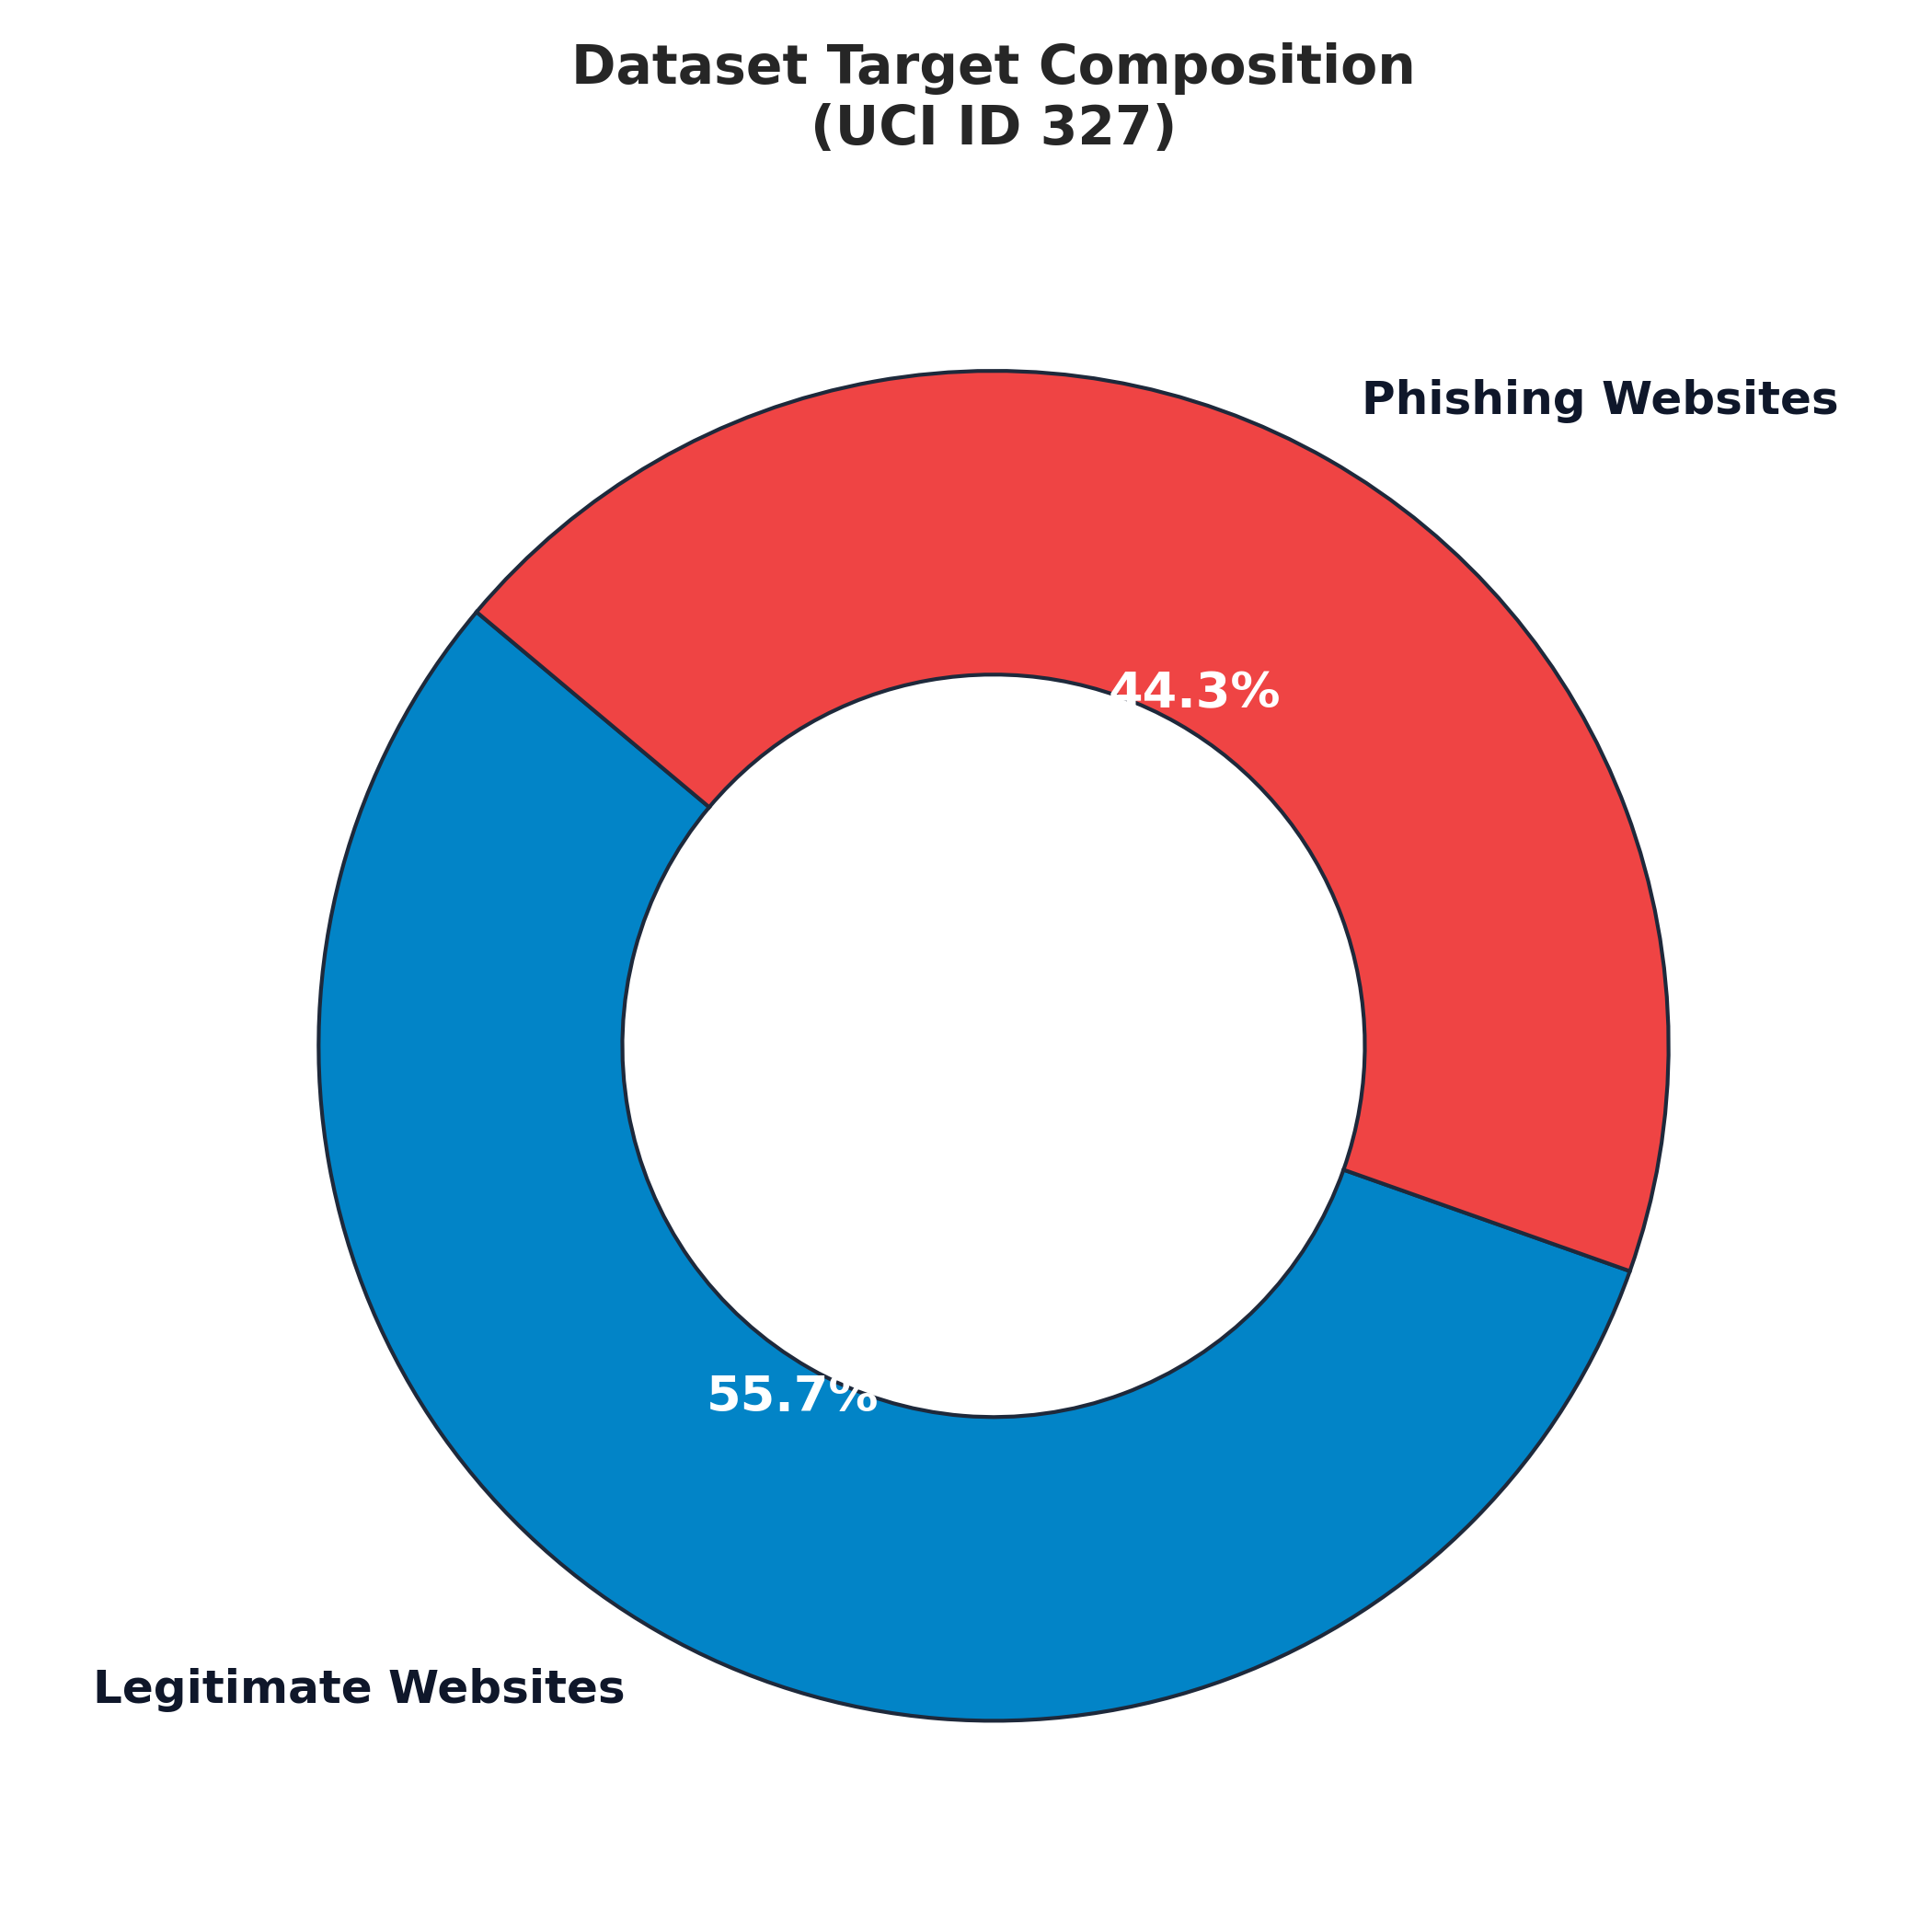 Dataset Target Composition
(UCI ID 327)
Phishing Websites
44.3%
55.7%
Legitimate Websites